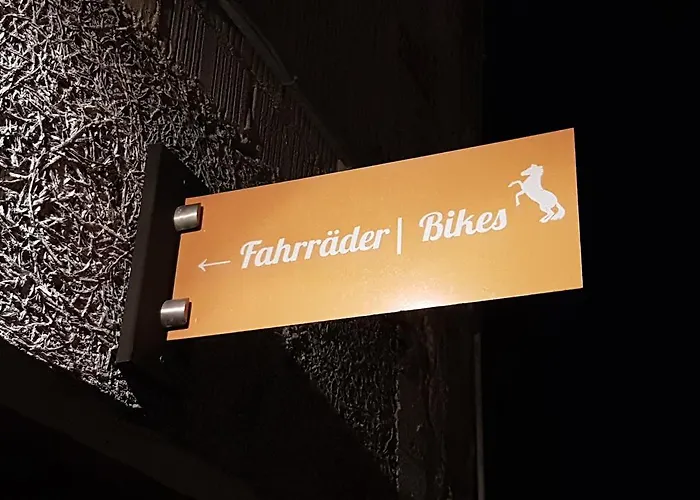 ← Fahrräder | Bikes